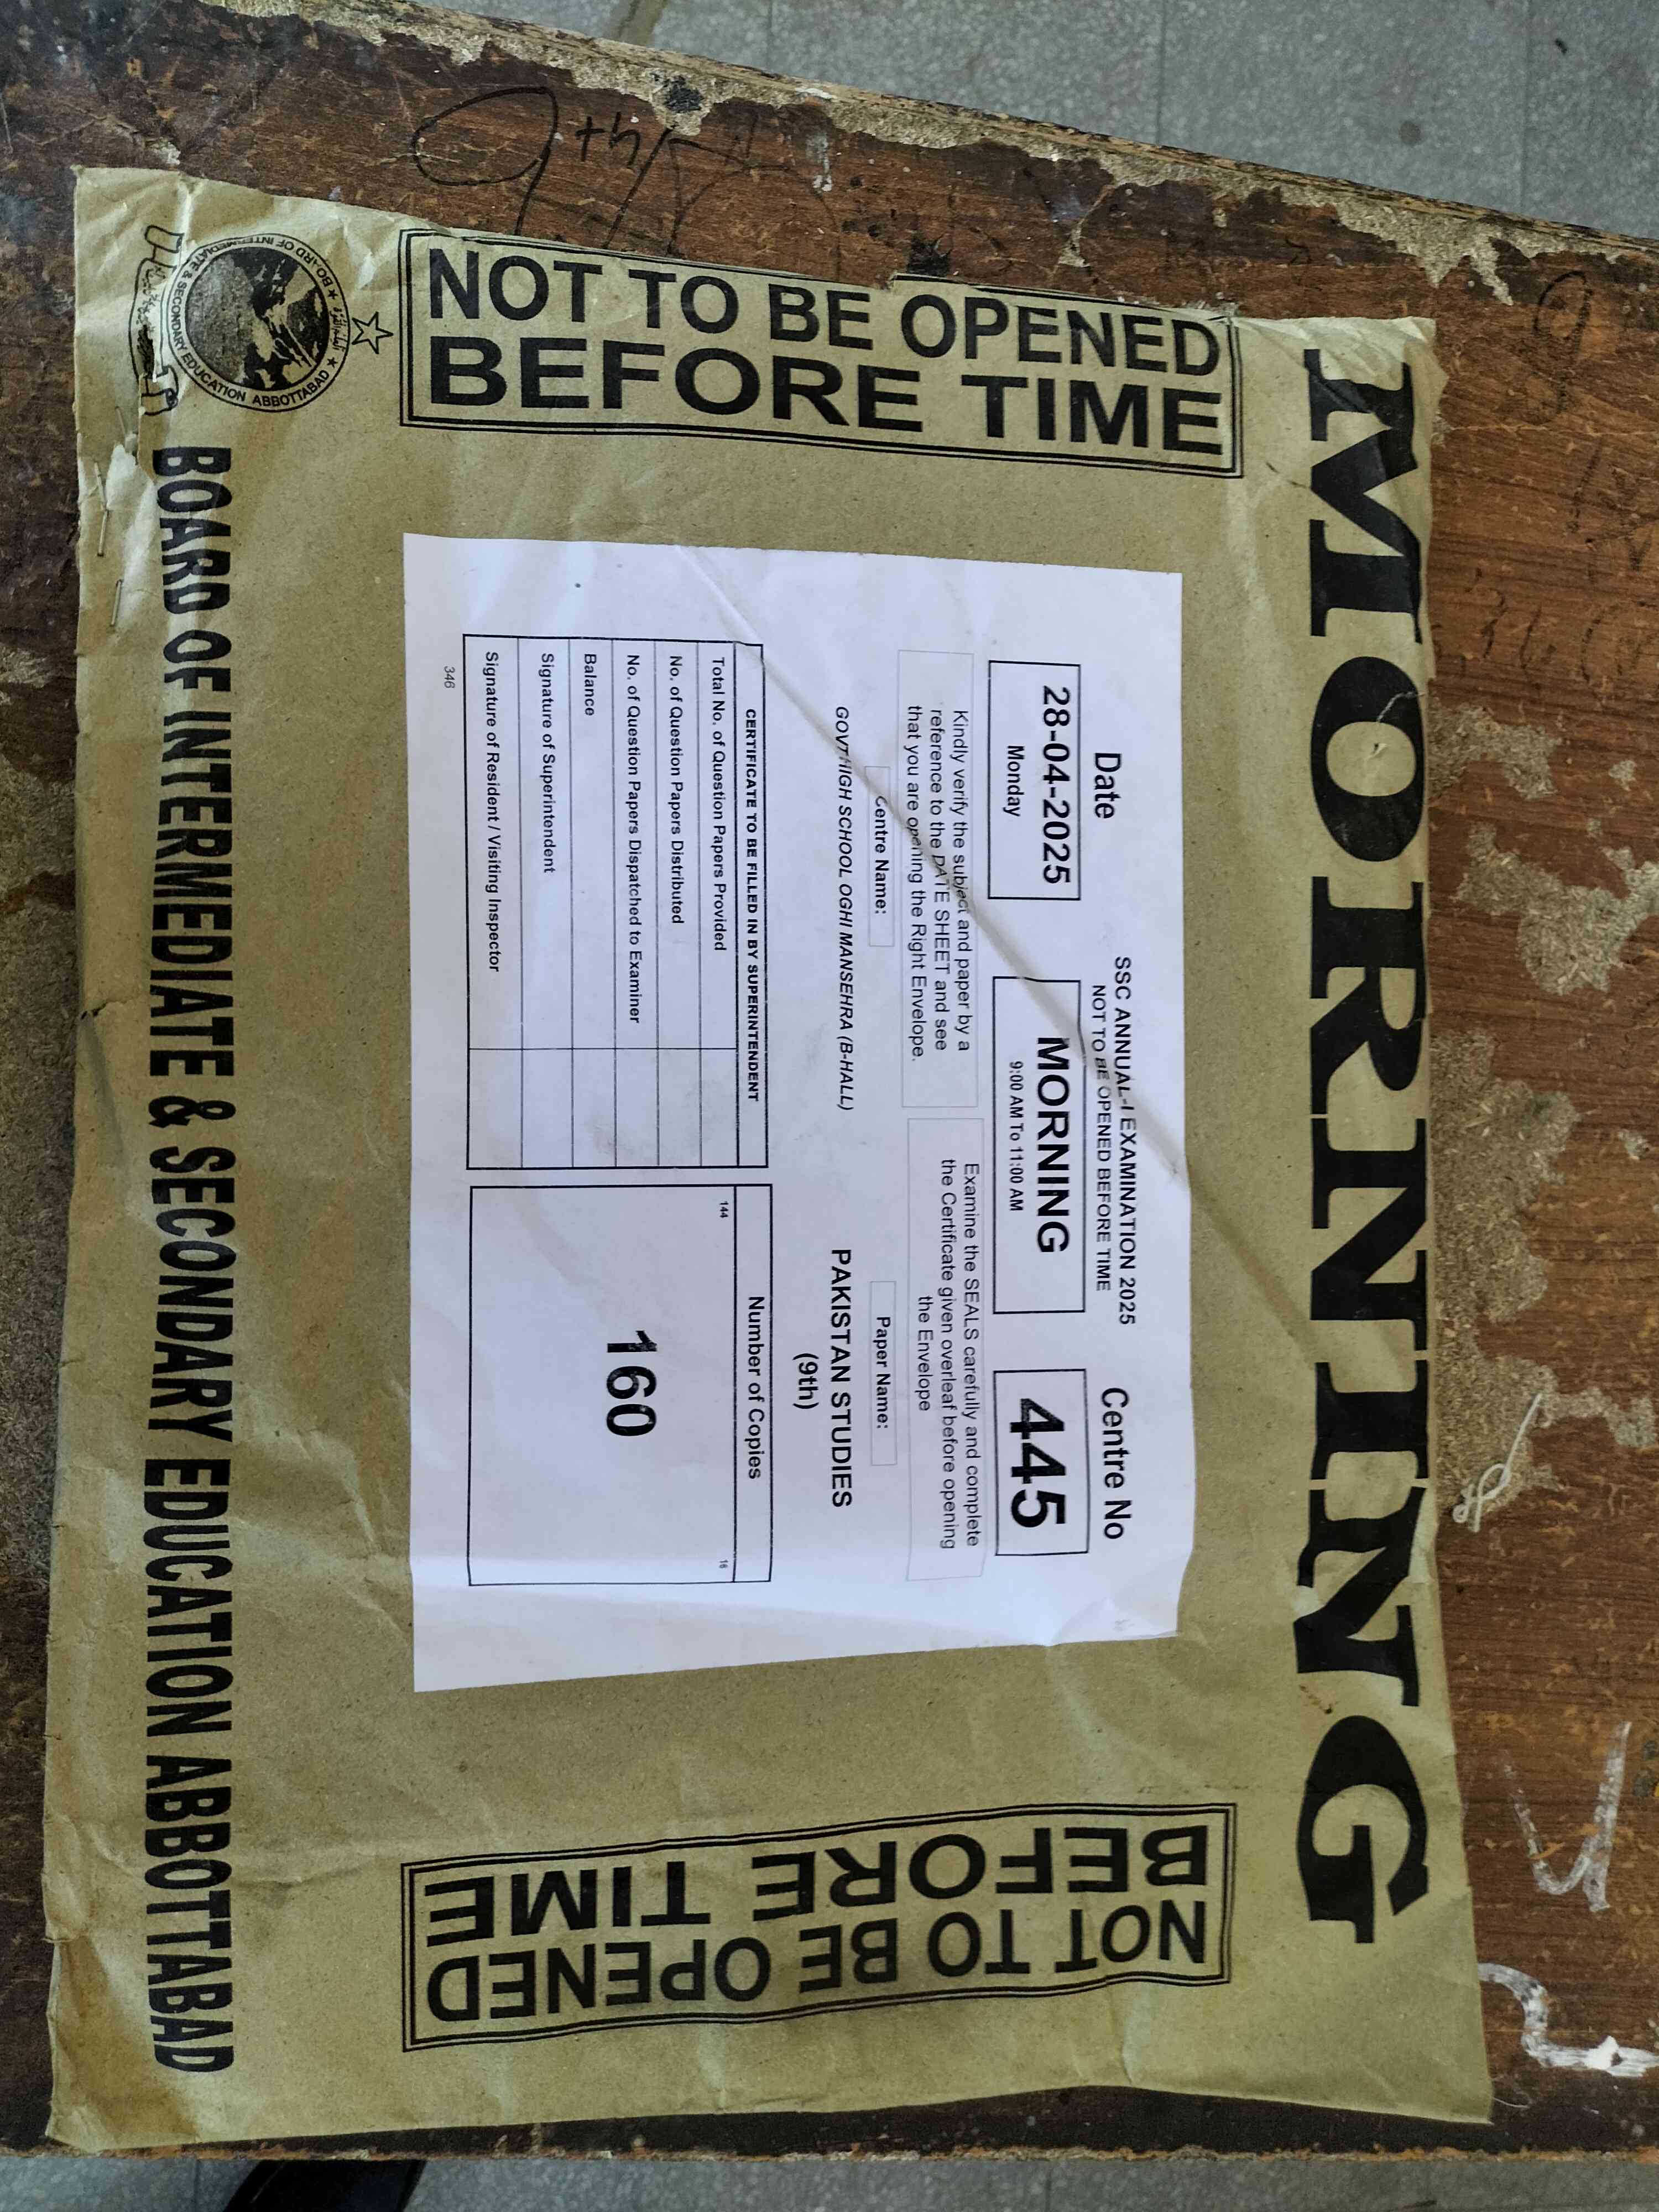 9th/A
MORNING
NOT TO BE OPENED
BEFORE TIME
SSC ANNUAL-I EXAMINATION 2025
NOT TO BE OPENED BEFORE TIME
Date
28-04-2025
Monday
MORNING
9:00 AM To 11:00 AM
Centre No
445
Kindly verify the subject and paper by a
reference to the DATE SHEET and see
that you are opening the Right Envelope.
Examine the SEALS carefully and complete
the Certificate given overleaf before opening
the Envelope
Centre Name:
GOVT HIGH SCHOOL OGHI MANSEHRA (B-HALL)
Paper Name:
PAKISTAN STUDIES
(9th)
CERTIFICATE TO BE FILLED IN BY SUPERINTENDENT
Total No. of Question Papers Provided
No. of Question Papers Distributed
No. of Question Papers Dispatched to Examiner
Balance
Signature of Superintendent
Signature of Resident / Visiting Inspector
Number of Copies
144
16
160
346
NOT TO BE OPENED
BEFORE TIME
BOARD OF INTERMEDIATE & SECONDARY EDUCATION ABBOTTABAD
BOARD OF INTERMEDIATE & SECONDARY EDUCATION ABBOTTABAD